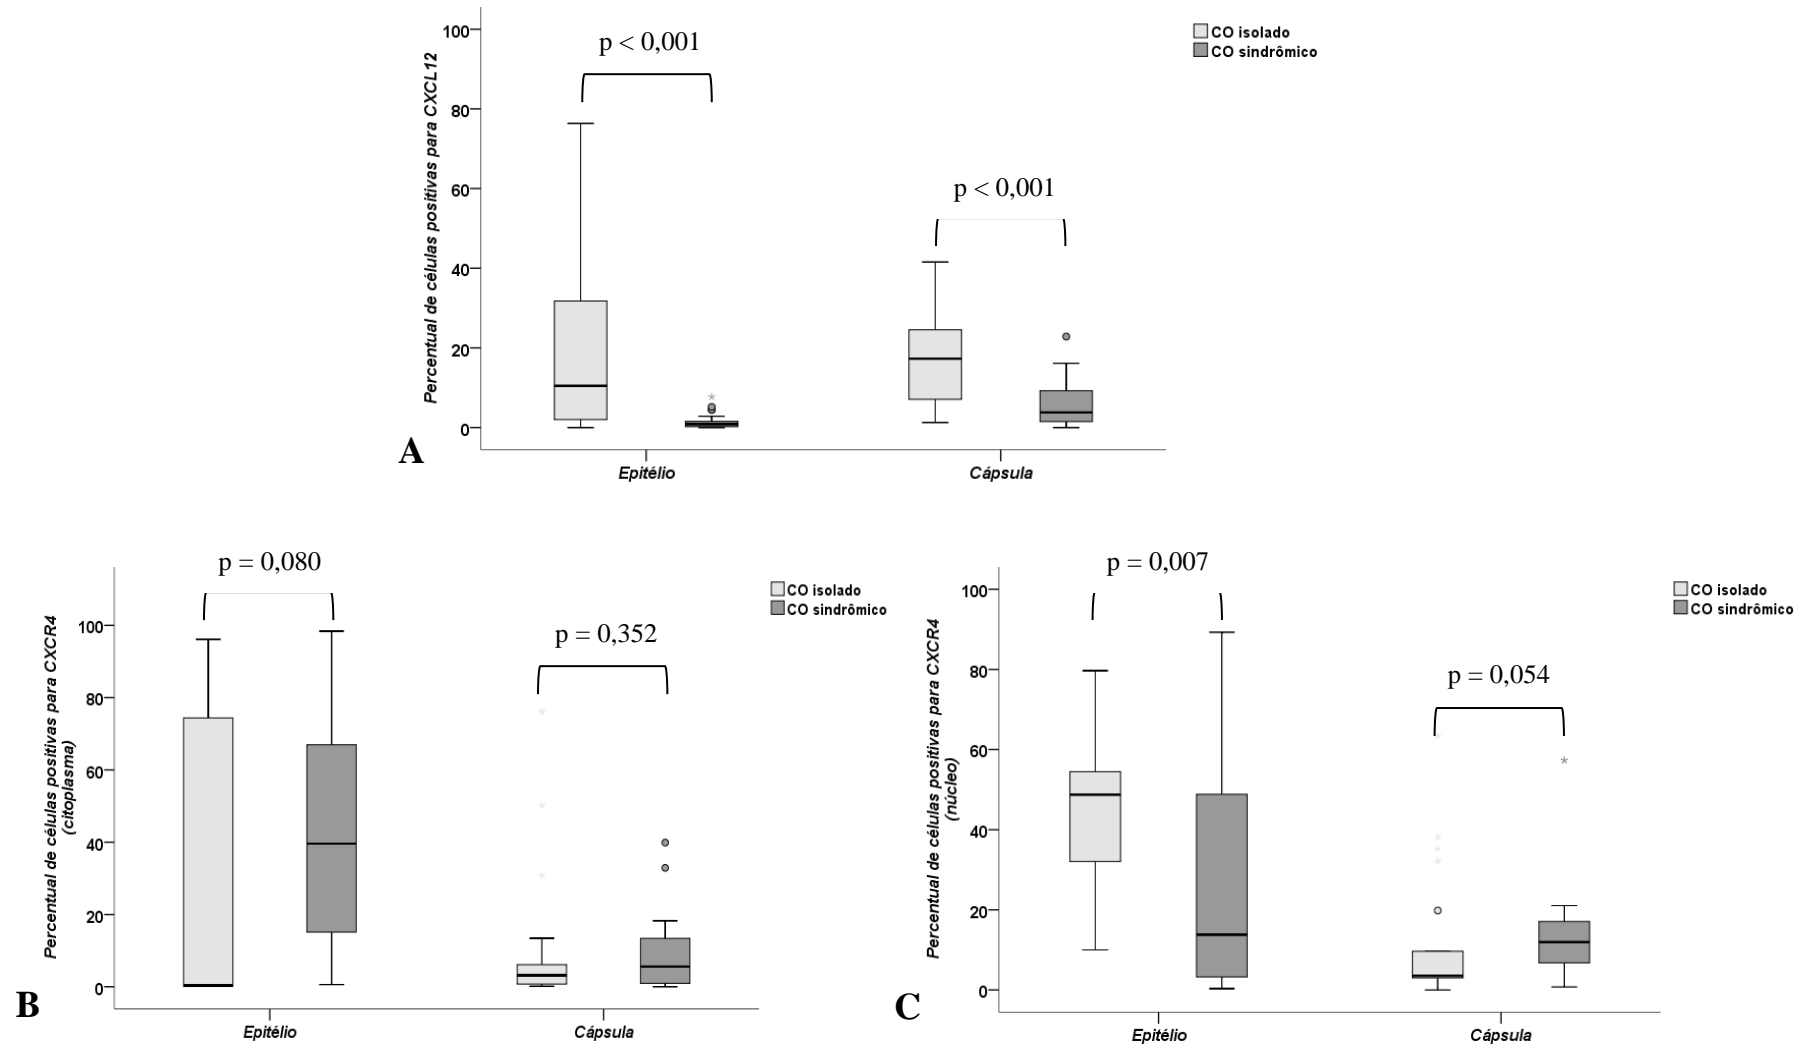 p < 0,001
CO isolado
CO sindrômico
p < 0,001
Percentual de células positivas para CXCL12
100
80
60
40
20
0
Epitélio
Cápsula
A
p = 0,080
CO isolado
CO sindrômico
p = 0,352
Percentual de células positivas para CXCR4
(citoplasma)
100
80
60
40
20
0
Epitélio
Cápsula
B
p = 0,007
CO isolado
CO sindrômico
p = 0,054
Percentual de células positivas para CXCR4
(núcleo)
100
80
60
40
20
0
Epitélio
Cápsula
C